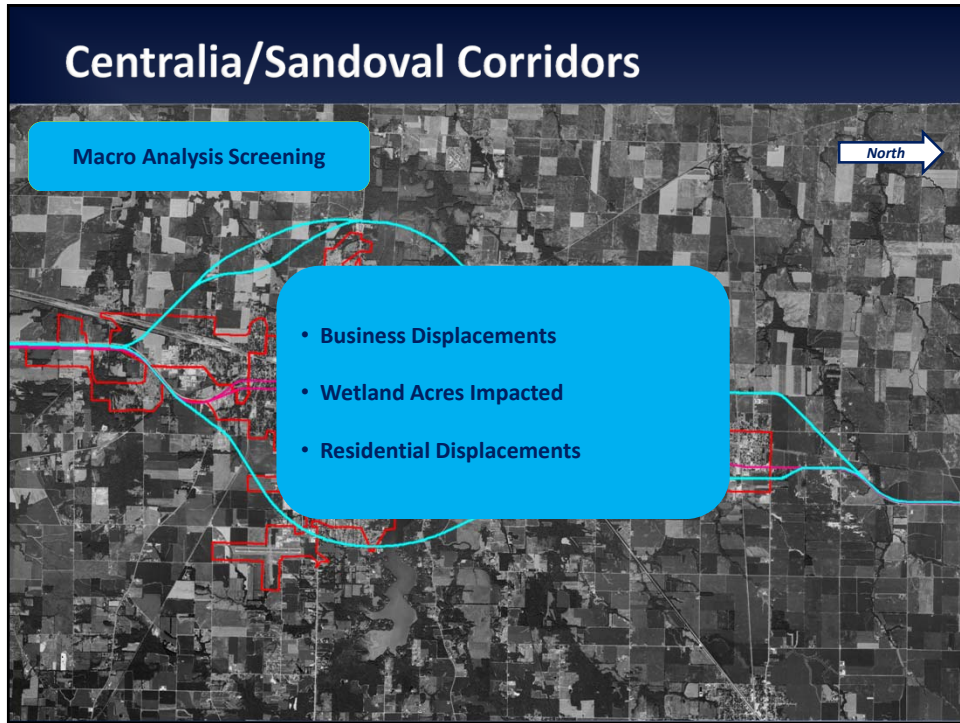 Centralia/Sandoval Corridors
Macro Analysis Screening
North
• Business Displacements
• Wetland Acres Impacted
• Residential Displacements